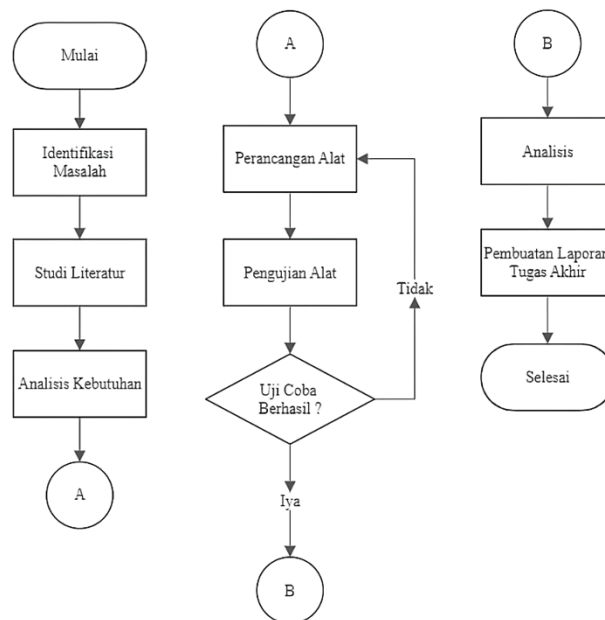 Mulai
Identifikasi
Masalah
Studi Literatur
Analisis Kebutuhan
A
A
Perancangan Alat
Pengujian Alat
Uji Coba
Berhasil ?
Tidak
Iya
B
B
Analisis
Pembuatan Laporan
Tugas Akhir
Selesai